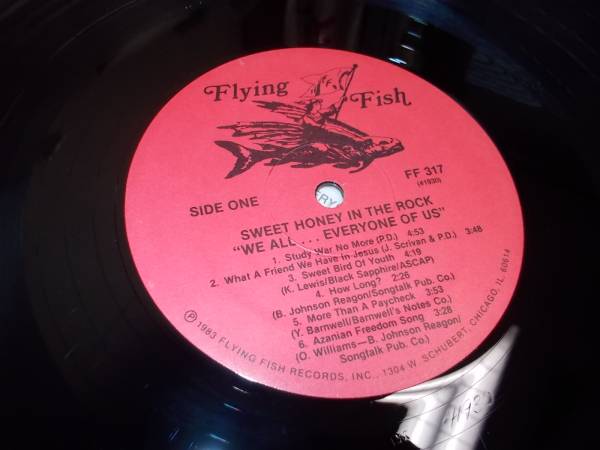 Flying Fish
SIDE ONE
FF 317
(41930)
RY
SWEET HONEY IN THE ROCK
"WE ALL . . . EVERYONE OF US"
1. Study War No More (P.D.) 4:53
2. What A Friend We Have in Jesus (J. Scrivan & P.D.) 3:48
3. Sweet Bird Of Youth 4:19
(K. Lewis/Black Sapphire/ASCAP)
4. How Long? 2:26
(B. Johnson Reagon/Songtalk Pub. Co.)
5. More Than A Paycheck 3:53
(Y. Barnwell/Barnwell's Notes Co.)
6. Azanian Freedom Song 3:28
(O. Williams—B. Johnson Reagon/
Songtalk Pub. Co.)
℗ 1983 FLYING FISH RECORDS, INC., 1304 W. SCHUBERT, CHICAGO, IL 60614